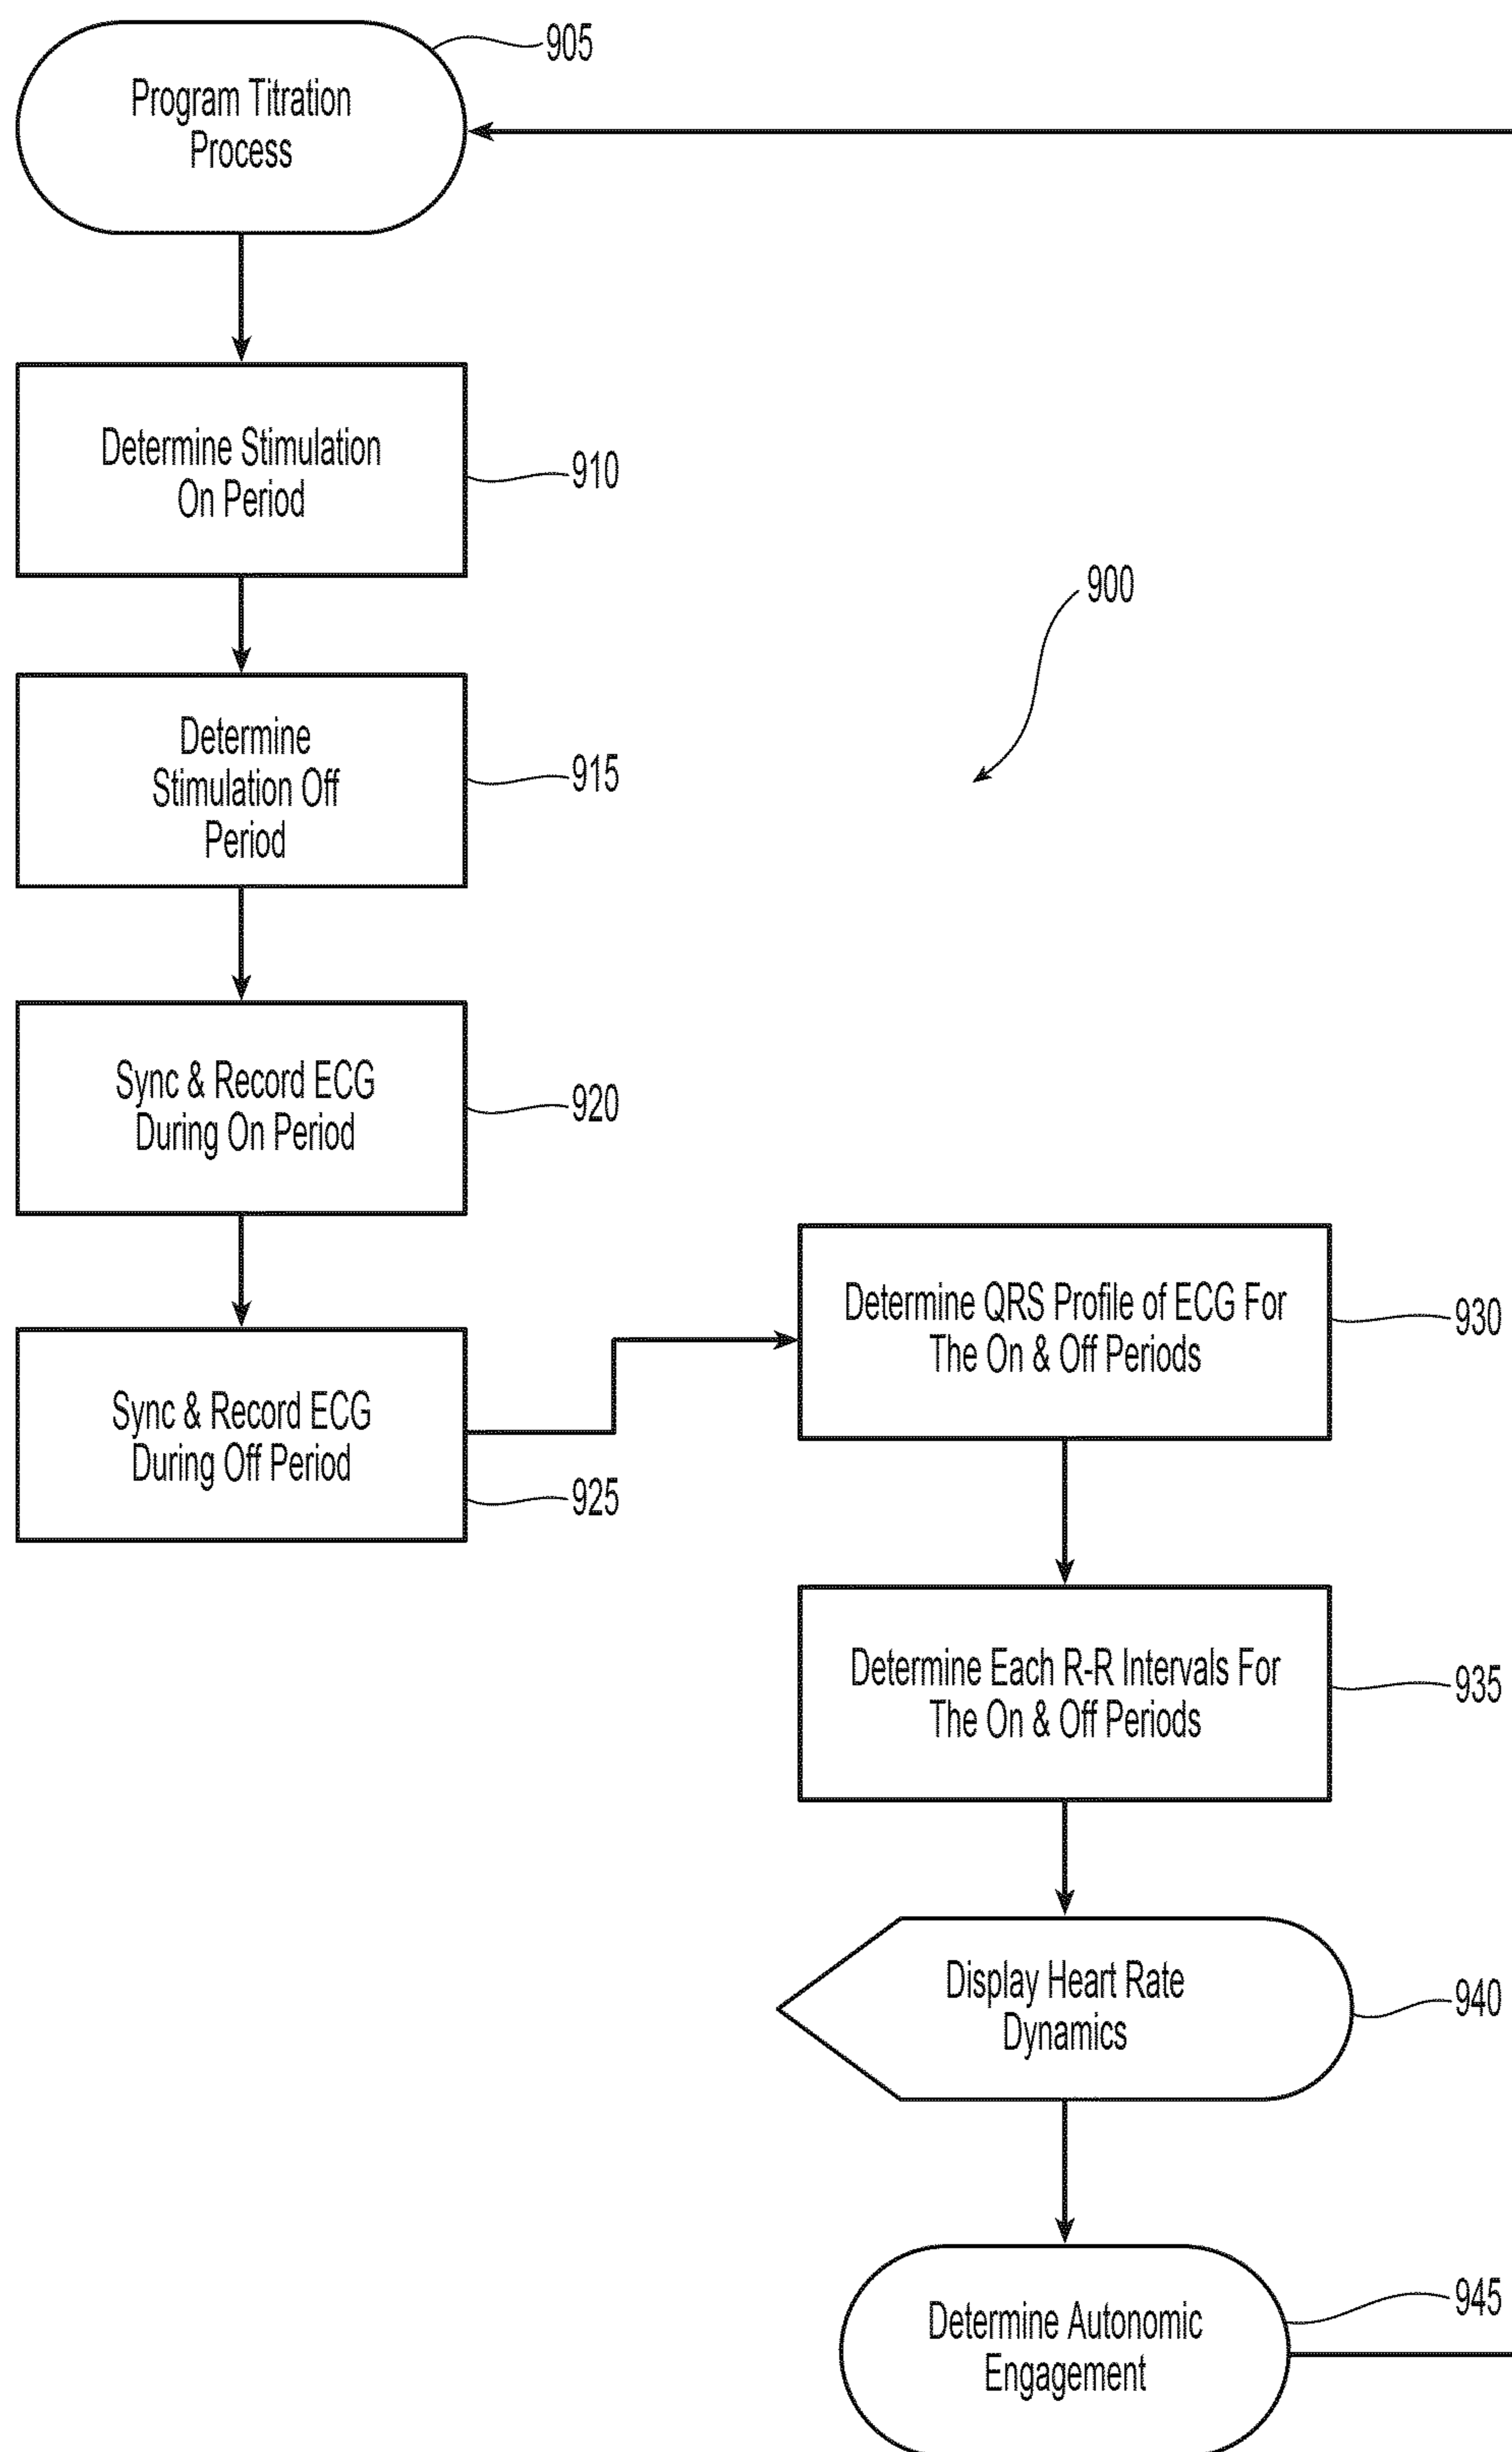 905
Program Titration
Process
Determine Stimulation
On Period
910
900
Determine
Stimulation Off
Period
915
Sync & Record ECG
During On Period
920
Sync & Record ECG
During Off Period
925
Determine QRS Profile of ECG For
The On & Off Periods
930
Determine Each R-R Intervals For
The On & Off Periods
935
Display Heart Rate
Dynamics
940
Determine Autonomic
Engagement
945